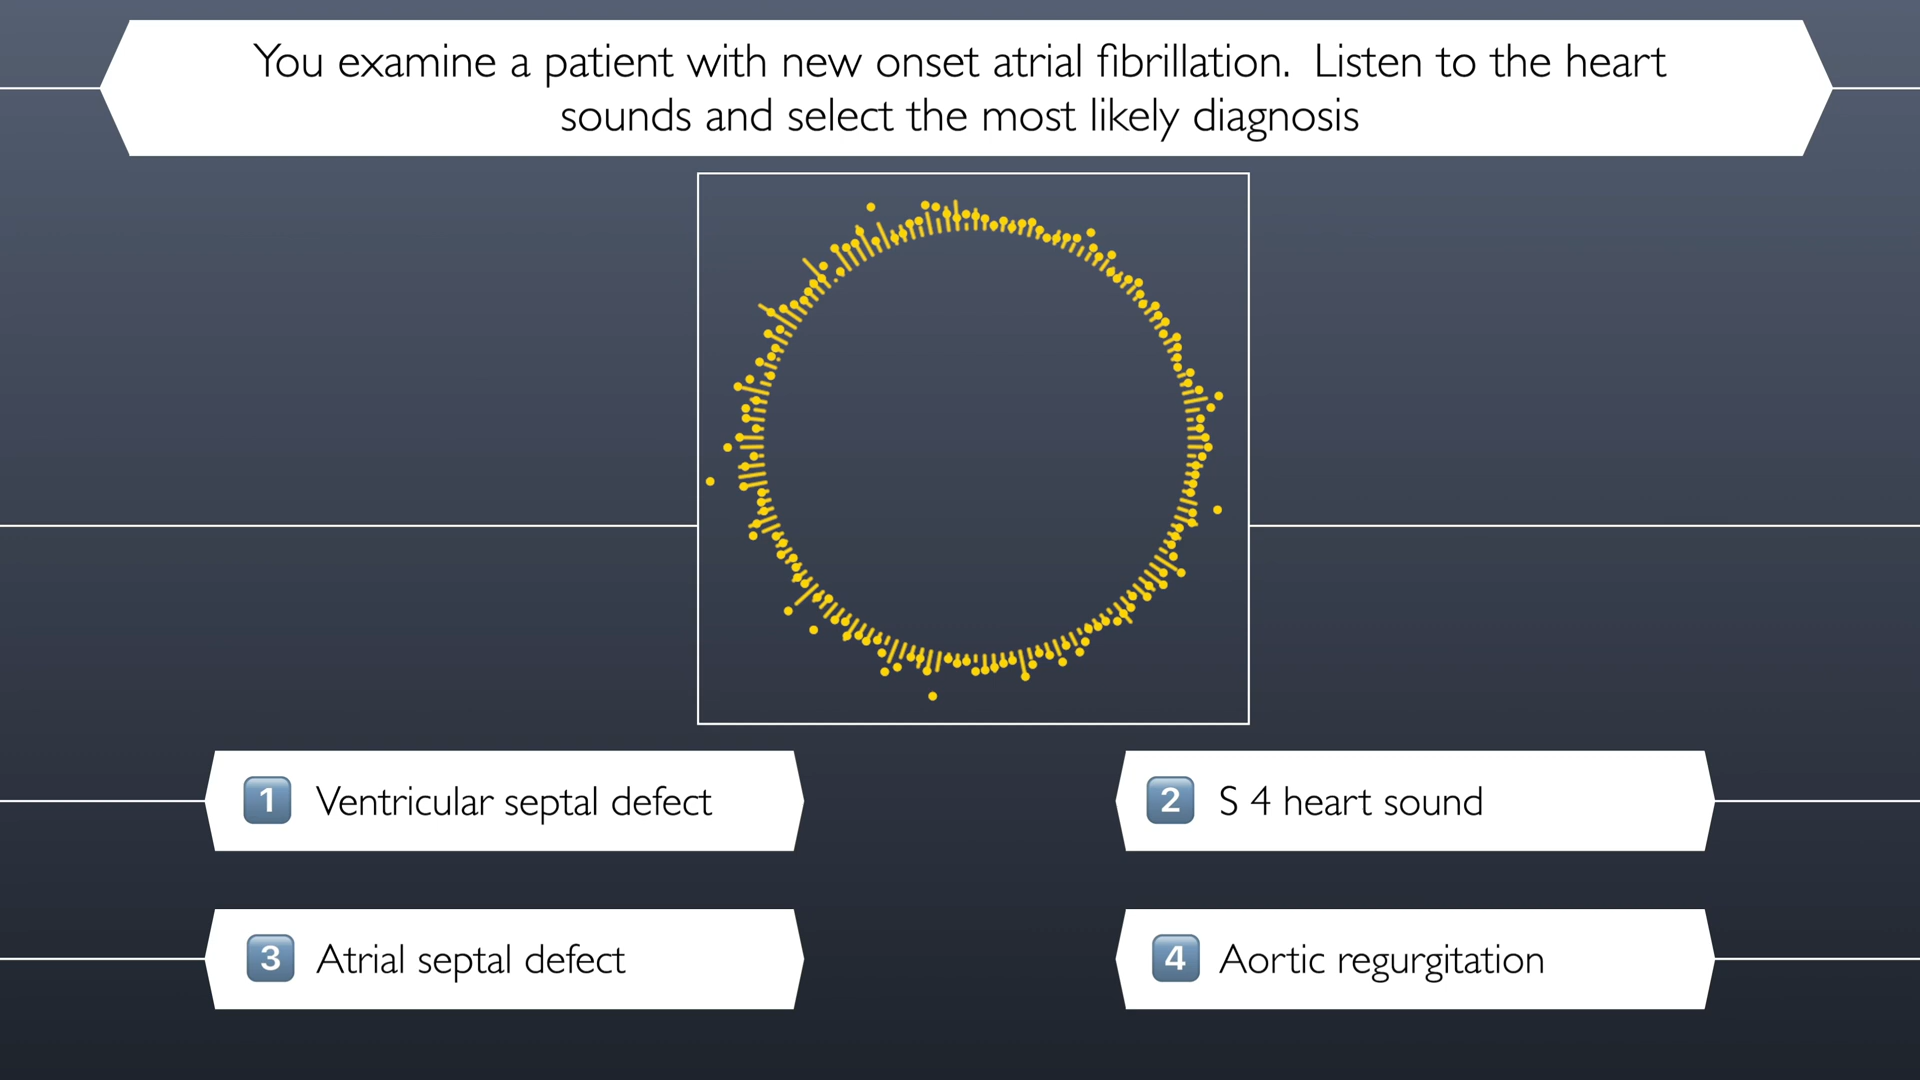 You examine a patient with new onset atrial fibrillation.  Listen to the heart
sounds and select the most likely diagnosis
1 Ventricular septal defect
2 S 4 heart sound
3 Atrial septal defect
4 Aortic regurgitation